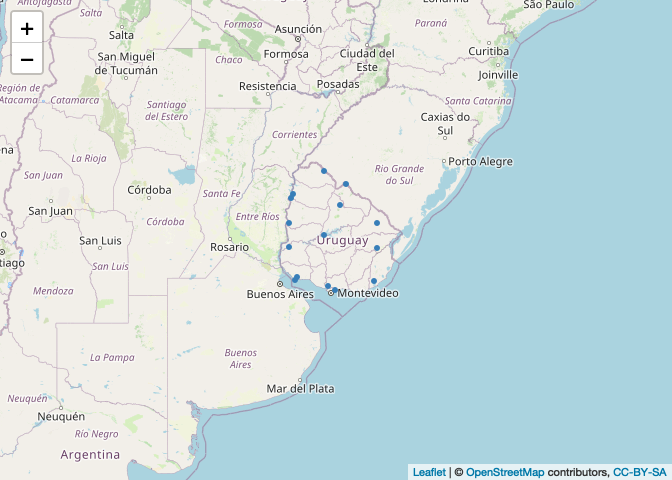 Antofagasta
Salta
São Paulo
+
−
Salta
Formosa
Asunción
Paraná
San Miguel
de Tucumán
Formosa
Ciudad del
Este
Curitiba
Chaco
Joinville
Región de
Atacama
Catamarca
Santiago
del Estero
Resistencia
Posadas
Santa Catarina
Corrientes
Caxias do
Sul
La Rioja
Porto Alegre
San Juan
Rio Grande
do Sul
Córdoba
Santa Fe
San Juan
Córdoba
Entre Ríos
San Luis
Rosario
Uruguay
San Luis
Mendoza
Buenos Aires
Montevideo
La Pampa
Buenos
Aires
Mar del Plata
Neuquén
Neuquén
Río Negro
Argentina
Leaflet | © OpenStreetMap contributors, CC-BY-SA